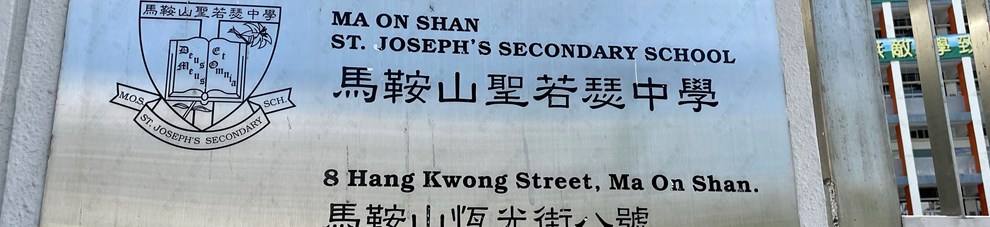 馬鞍山聖若瑟中學
Deus Et
Meus Omnia
MOS. ST. JOSEPH'S SECONDARY SCH.
MA ON SHAN
ST. JOSEPH'S SECONDARY SCHOOL
馬鞍山聖若瑟中學
8 Hang Kwong Street, Ma On Shan.
馬鞍山恆光街八號